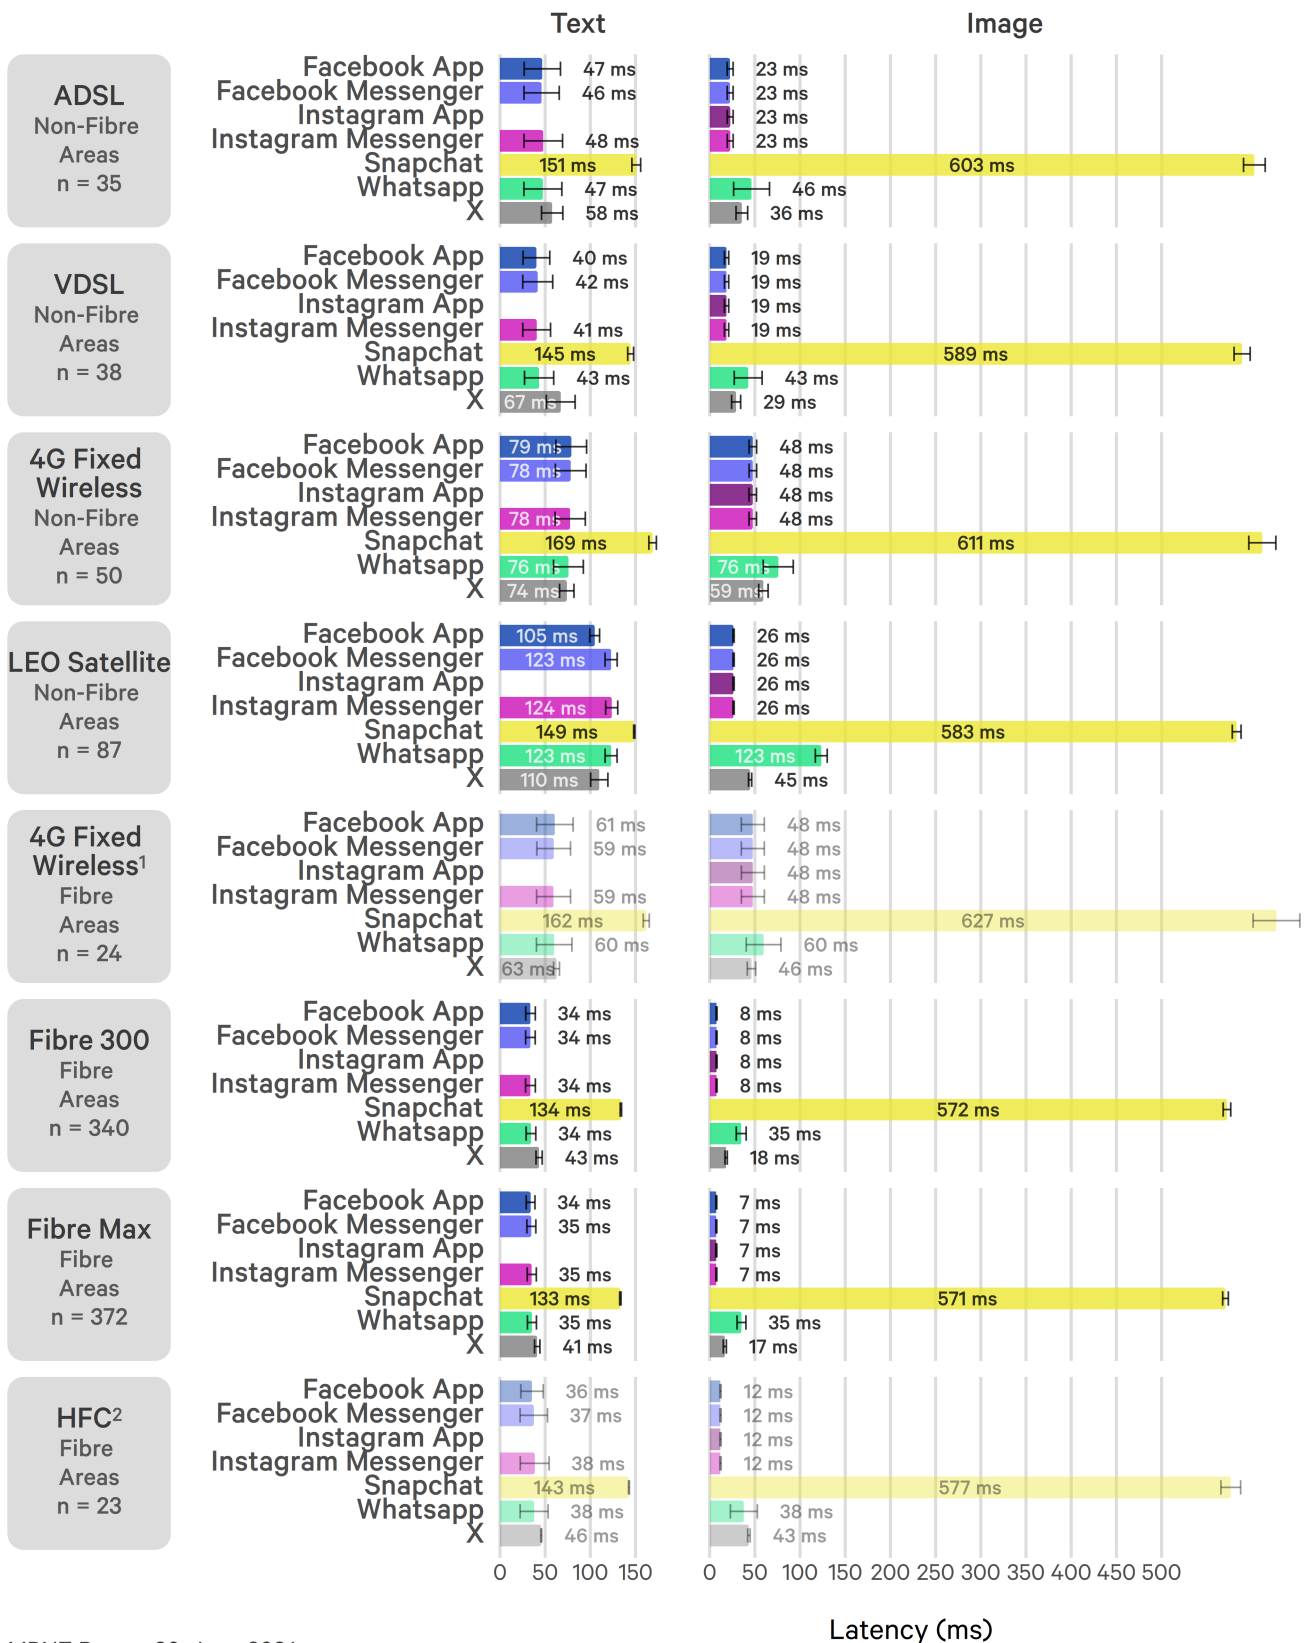 Text Image
ADSL
Non-Fibre
Areas
n = 35
Facebook App 47 ms 23 ms
Facebook Messenger 46 ms 23 ms
Instagram App 23 ms
Instagram Messenger 48 ms 23 ms
Snapchat 151 ms 603 ms
Whatsapp 47 ms 46 ms
X 58 ms 36 ms
VDSL
Non-Fibre
Areas
n = 38
Facebook App 40 ms 19 ms
Facebook Messenger 42 ms 19 ms
Instagram App 19 ms
Instagram Messenger 41 ms 19 ms
Snapchat 145 ms 589 ms
Whatsapp 43 ms 43 ms
X 67 ms 29 ms
4G Fixed
Wireless
Non-Fibre
Areas
n = 50
Facebook App 79 ms 48 ms
Facebook Messenger 78 ms 48 ms
Instagram App 48 ms
Instagram Messenger 78 ms 48 ms
Snapchat 169 ms 611 ms
Whatsapp 76 ms 76 ms
X 74 ms 59 ms
LEO Satellite
Non-Fibre
Areas
n = 87
Facebook App 105 ms 26 ms
Facebook Messenger 123 ms 26 ms
Instagram App 26 ms
Instagram Messenger 124 ms 26 ms
Snapchat 149 ms 583 ms
Whatsapp 123 ms 123 ms
X 110 ms 45 ms
4G Fixed
Wireless¹
Fibre
Areas
n = 24
Facebook App 61 ms 48 ms
Facebook Messenger 59 ms 48 ms
Instagram App 48 ms
Instagram Messenger 59 ms 48 ms
Snapchat 162 ms 627 ms
Whatsapp 60 ms 60 ms
X 63 ms 46 ms
Fibre 300
Fibre
Areas
n = 340
Facebook App 34 ms 8 ms
Facebook Messenger 34 ms 8 ms
Instagram App 8 ms
Instagram Messenger 34 ms 8 ms
Snapchat 134 ms 572 ms
Whatsapp 34 ms 35 ms
X 43 ms 18 ms
Fibre Max
Fibre
Areas
n = 372
Facebook App 34 ms 7 ms
Facebook Messenger 35 ms 7 ms
Instagram App 7 ms
Instagram Messenger 35 ms 7 ms
Snapchat 133 ms 571 ms
Whatsapp 35 ms 35 ms
X 41 ms 17 ms
HFC²
Fibre
Areas
n = 23
Facebook App 36 ms 12 ms
Facebook Messenger 37 ms 12 ms
Instagram App 12 ms
Instagram Messenger 38 ms 12 ms
Snapchat 143 ms 577 ms
Whatsapp 38 ms 38 ms
X 46 ms 43 ms
0 50 100 150 0 50 100 150 200 250 300 350 400 450 500
Latency (ms)